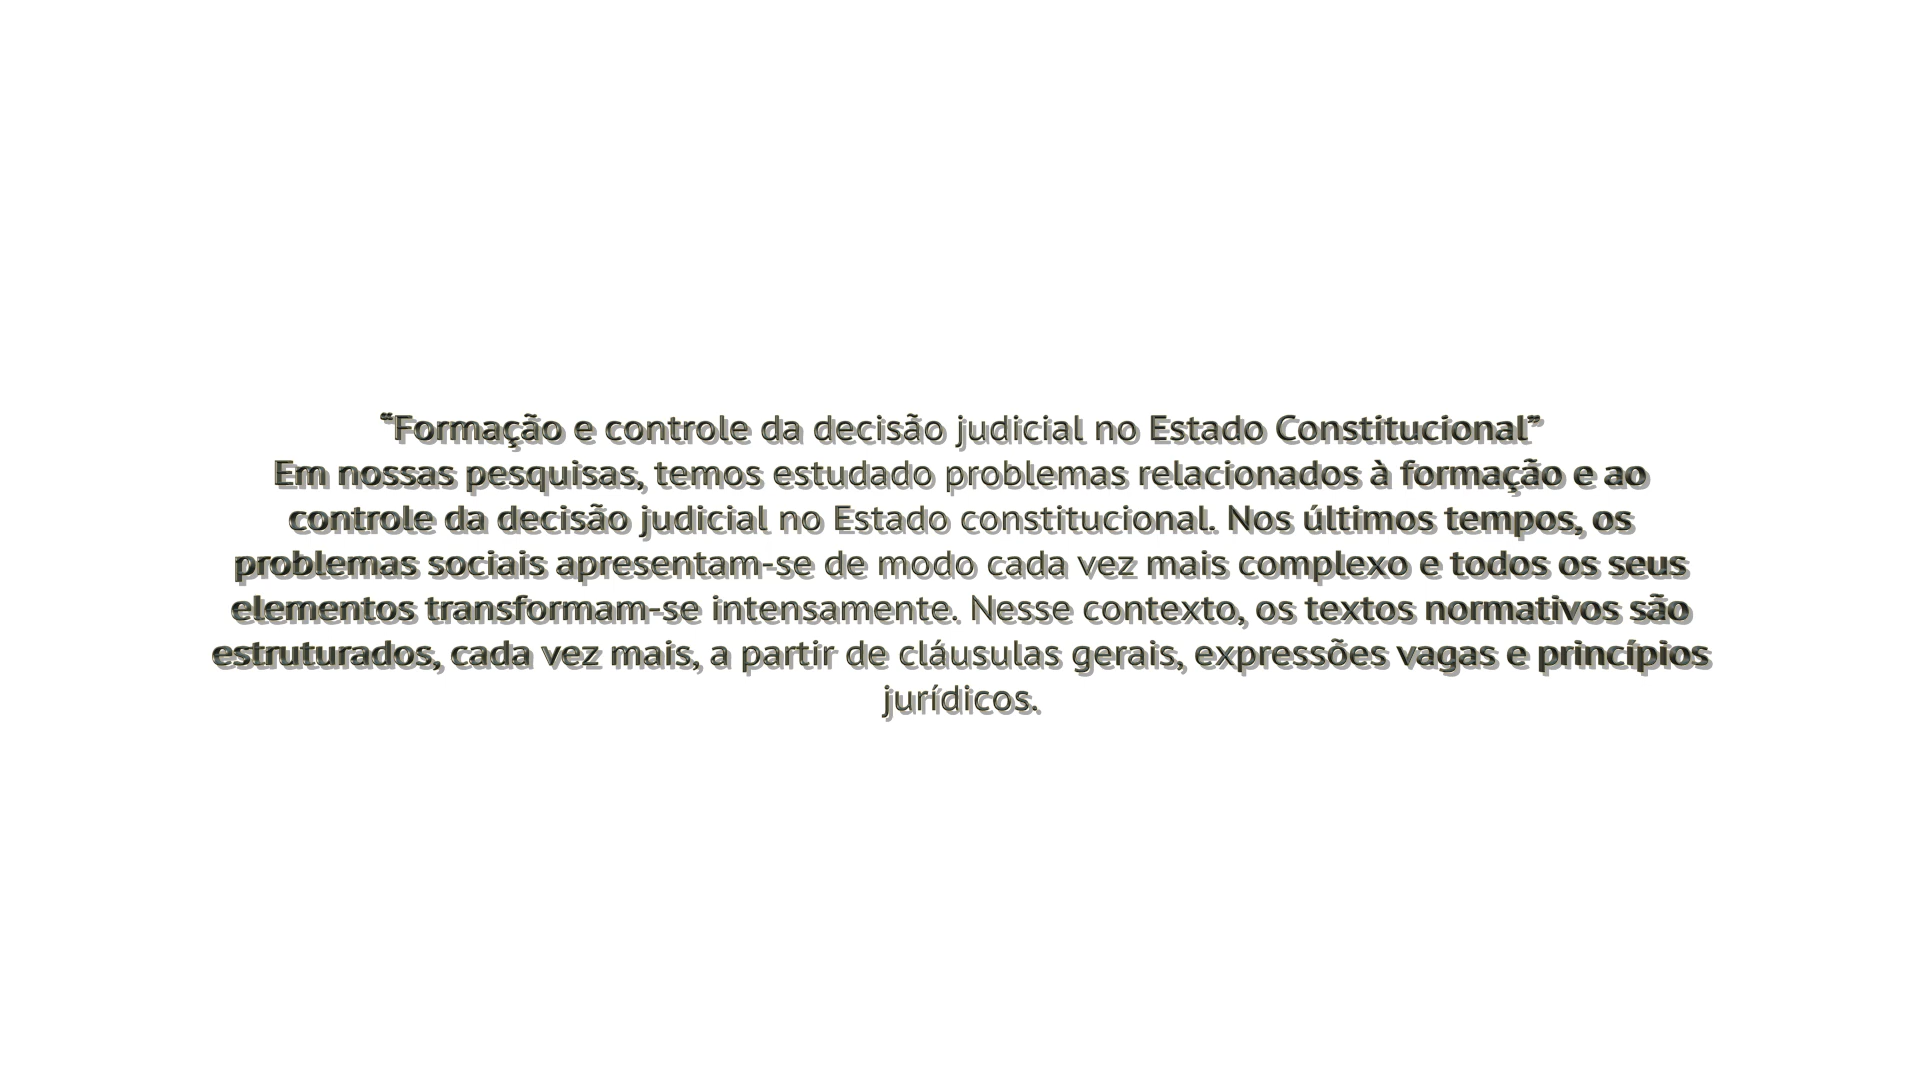 “Formação e controle da decisão judicial no Estado Constitucional”
Em nossas pesquisas, temos estudado problemas relacionados à formação e ao
controle da decisão judicial no Estado constitucional. Nos últimos tempos, os
problemas sociais apresentam-se de modo cada vez mais complexo e todos os seus
elementos transformam-se intensamente. Nesse contexto, os textos normativos são
estruturados, cada vez mais, a partir de cláusulas gerais, expressões vagas e princípios
jurídicos.